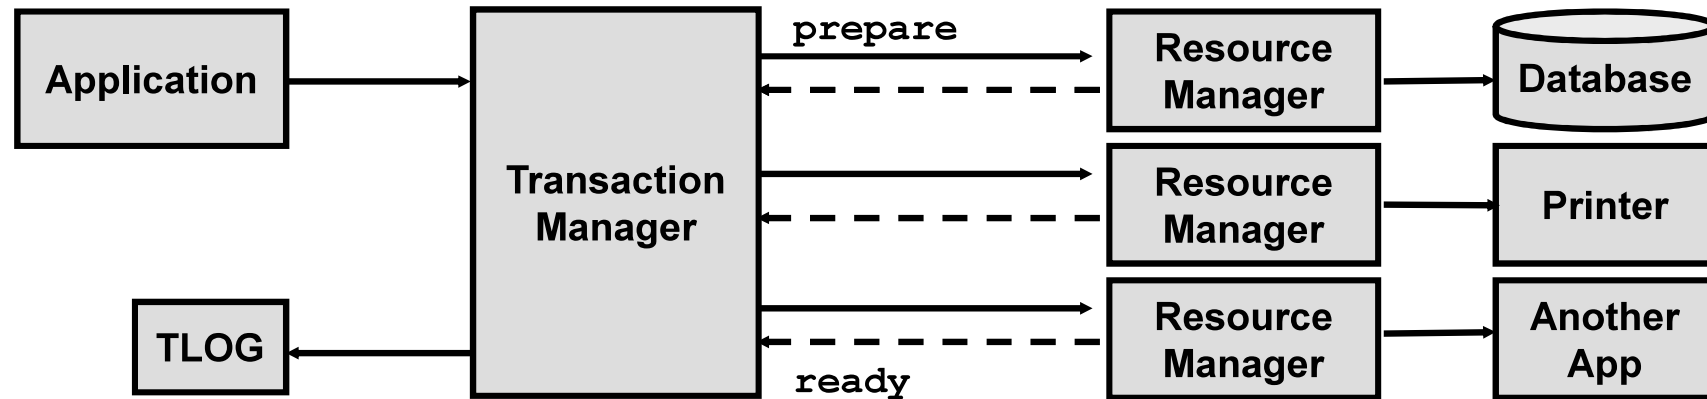 prepare
Application
Resource
Manager
Database
Transaction
Manager
Resource
Manager
Printer
TLOG
Resource
Manager
Another
App
ready